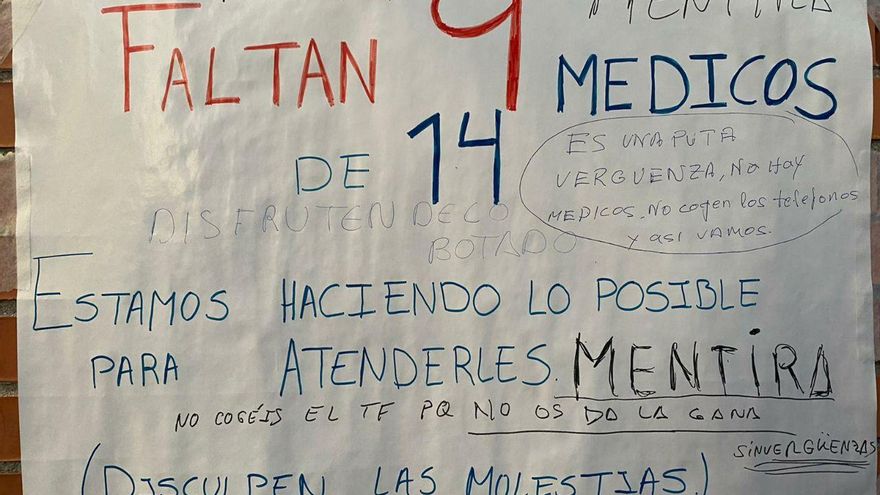 MENTIRA
FALTAN 9 MEDICOS
DE 14
ES UNA PUTA
VERGUENZA, NO HAY
MEDICOS, NO COGEN LOS TELEFONOS
Y ASI VAMOS.
DISFRUTEN DE CO
BOTADO
ESTAMOS HACIENDO LO POSIBLE
PARA ATENDERLES. MENTIRA
NO COGÉIS EL TF PQ NO OS DA LA GANA
SINVERGÜENZAS
(DISCULPEN LAS MOLESTIAS)